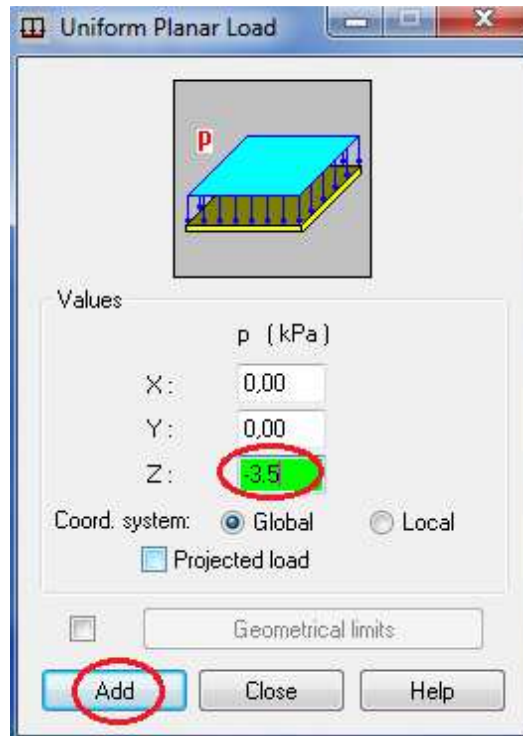 Uniform Planar Load
p
Values
p (kPa)
X: 0,00
Y: 0,00
Z: -3.5
Coord. system: Global Local
Projected load
Geometrical limits
Add Close Help